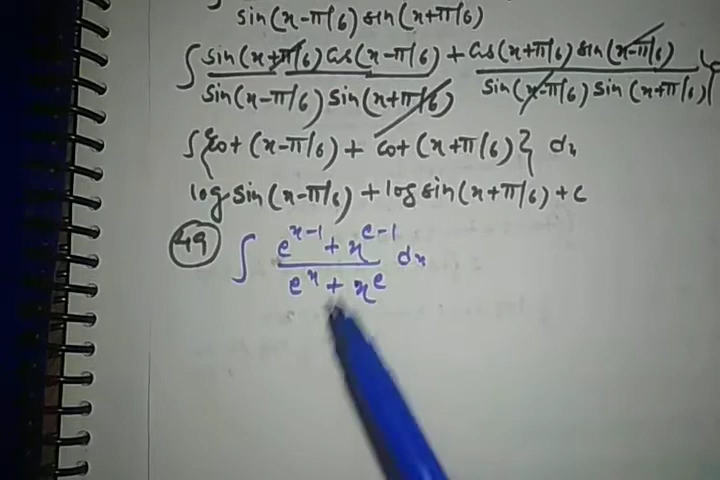 sin(x-π/6) sin(x+π/6)
∫ sin(x+π/6) cos(x-π/6) + cos(x+π/6) sin(x-π/6)
sin(x-π/6) sin(x+π/6) sin(x-π/6) sin(x+π/6)
∫{cot(x-π/6) + cot(x+π/6)} dx
log sin(x-π/6) + log sin(x+π/6) + c
49 ∫ e^{x-1} + x^{e-1} dx
e^x + x^e